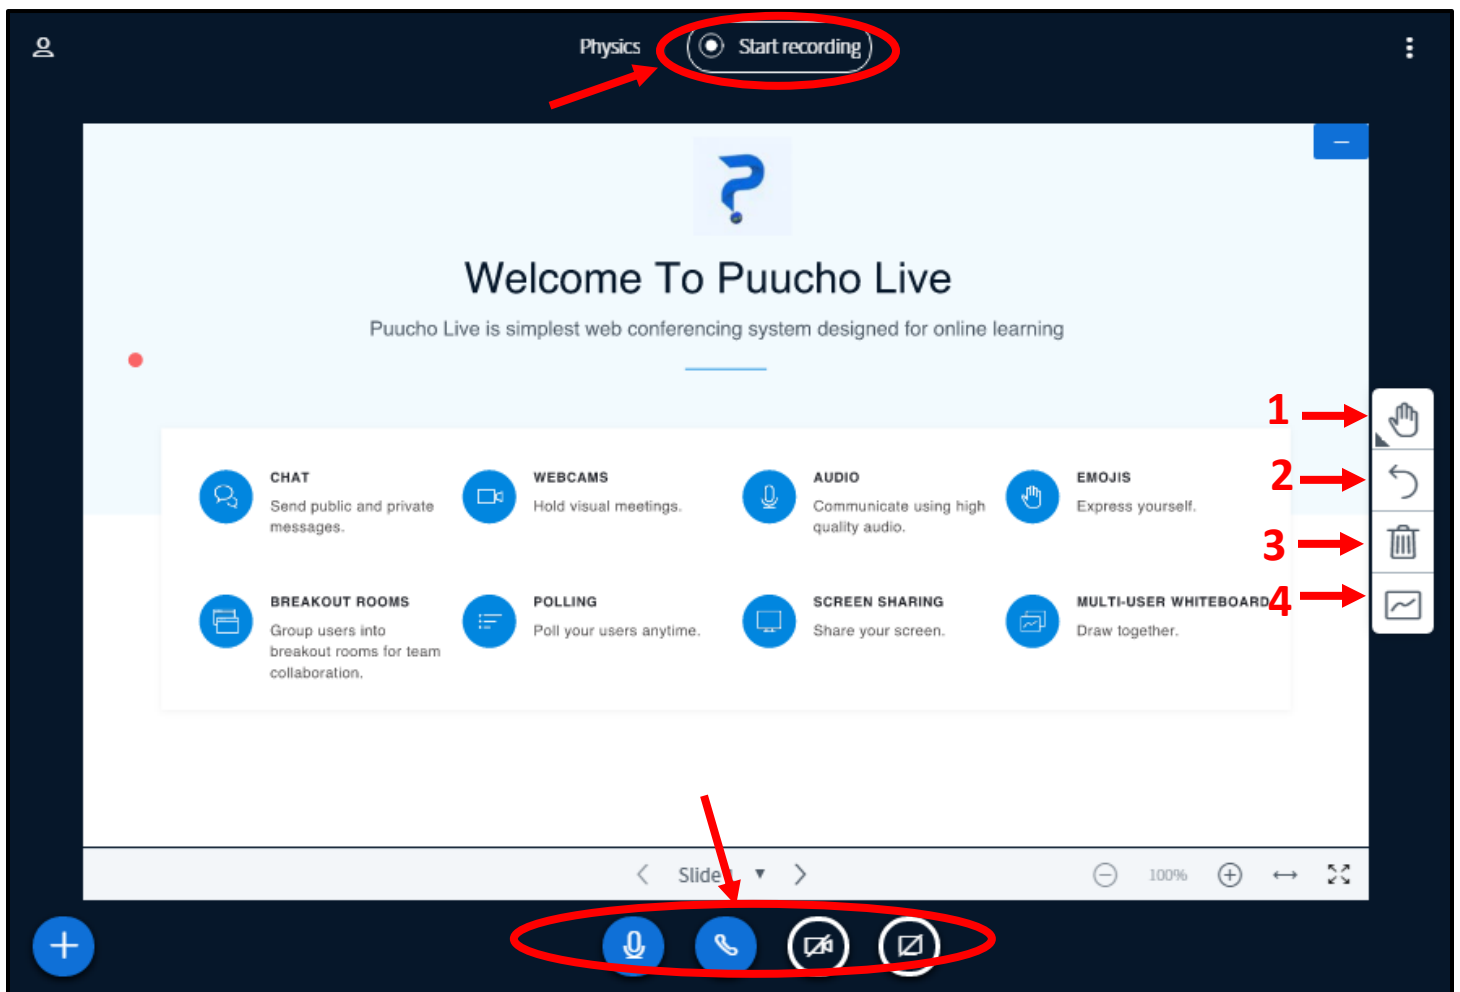 Physics
Start recording
Welcome To Puucho Live
Puucho Live is simplest web conferencing system designed for online learning
1
2
3
4
CHAT
Send public and private
messages.
WEBCAMS
Hold visual meetings.
AUDIO
Communicate using high
quality audio.
EMOJIS
Express yourself.
BREAKOUT ROOMS
Group users into
breakout rooms for team
collaboration.
POLLING
Poll your users anytime.
SCREEN SHARING
Share your screen.
MULTI-USER WHITEBOARD
Draw together.
Slide
100%